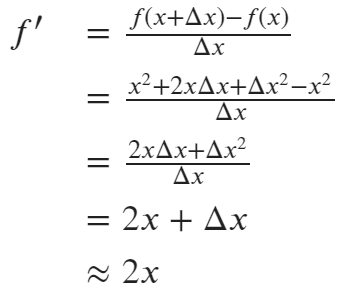 f′ = f(x+Δx)−f(x) / Δx
= x²+2xΔx+Δx²−x² / Δx
= 2xΔx+Δx² / Δx
= 2x + Δx
≈ 2x